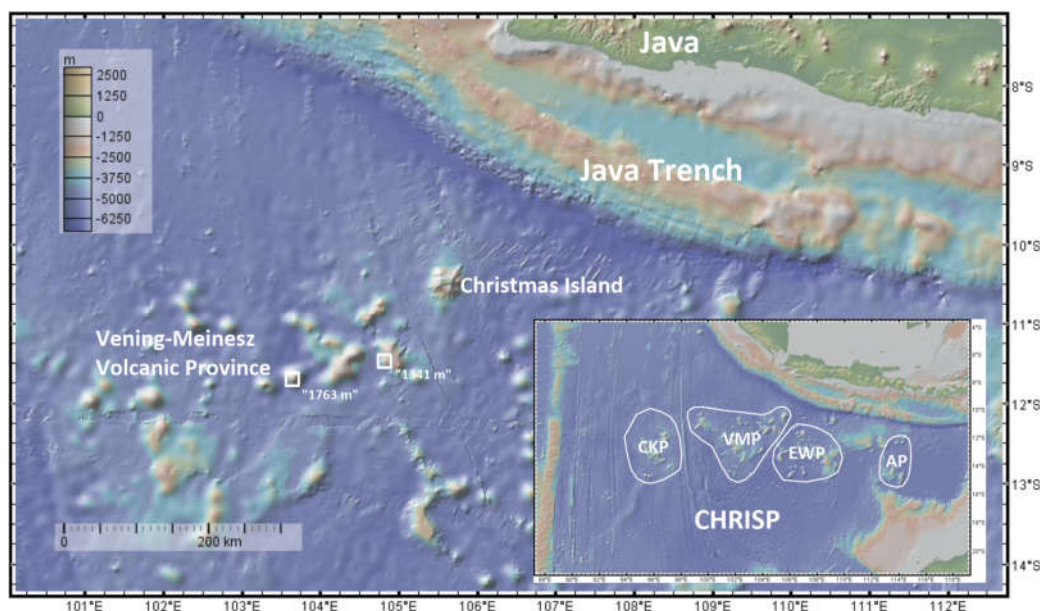 Java
m
2500
1250
0
-1250
-2500
-3750
-5000
-6250
8°S
Java Trench
9°S
10°S
Christmas Island
11°S
Vening-Meinesz
Volcanic Province
"1763 m"
"1341 m"
12°S
CKP
VMP
EWP
AP
13°S
CHRISP
0
200 km
14°S
101°E
102°E
103°E
104°E
105°E
106°E
107°E
108°E
109°E
110°E
111°E
112°E